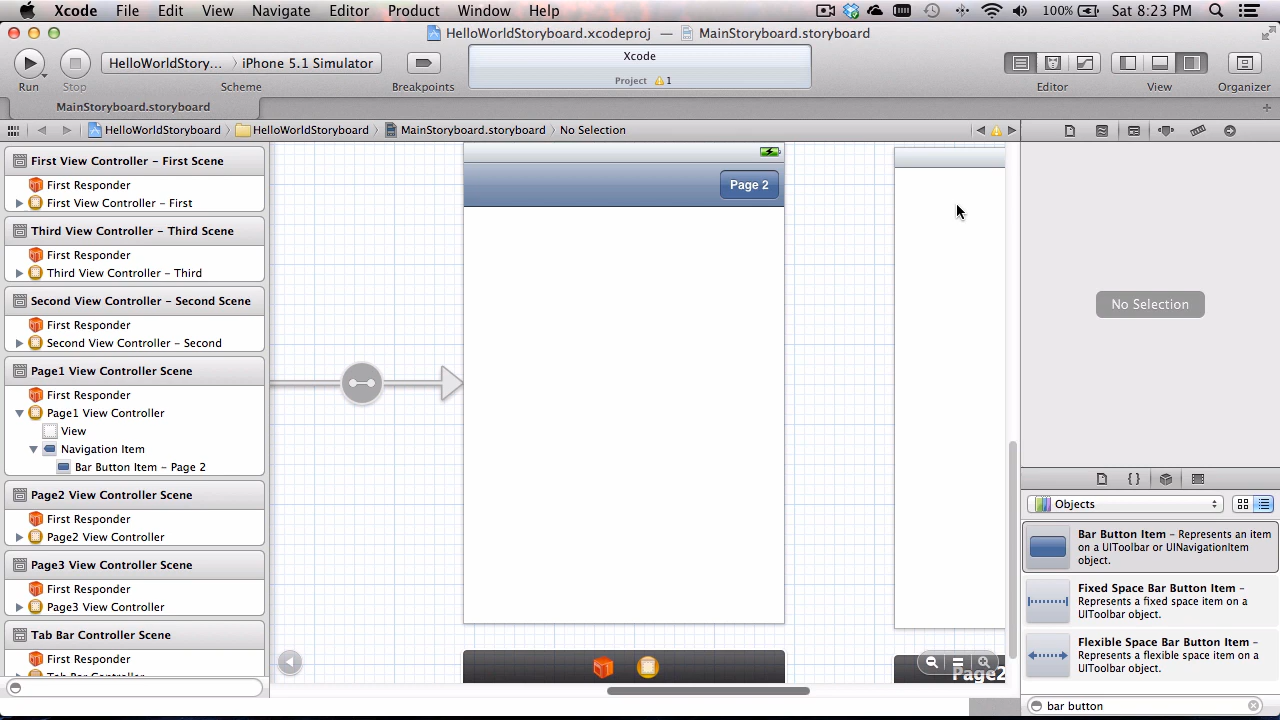 Xcode File Edit View Navigate Editor Product Window Help 100% Sat 8:23 PM
HelloWorldStoryboard.xcodeproj — MainStoryboard.storyboard
HelloWorldStory... iPhone 5.1 Simulator
Xcode
Project 1
Run Stop Scheme Breakpoints Editor View Organizer
MainStoryboard.storyboard
HelloWorldStoryboard HelloWorldStoryboard MainStoryboard.storyboard No Selection
First View Controller – First Scene
First Responder
First View Controller – First
Third View Controller – Third Scene
First Responder
Third View Controller – Third
Second View Controller – Second Scene
First Responder
Second View Controller – Second
Page1 View Controller Scene
First Responder
Page1 View Controller
View
Navigation Item
Bar Button Item – Page 2
Page2 View Controller Scene
First Responder
Page2 View Controller
Page3 View Controller Scene
First Responder
Page3 View Controller
Tab Bar Controller Scene
First Responder
Tab Bar Controller
Page 2
Page2
No Selection
Objects
Bar Button Item – Represents an item
on a UIToolbar or UINavigationItem
object.
Fixed Space Bar Button Item –
Represents a fixed space item on a
UIToolbar object.
Flexible Space Bar Button Item –
Represents a flexible space item on a
UIToolbar object.
bar button